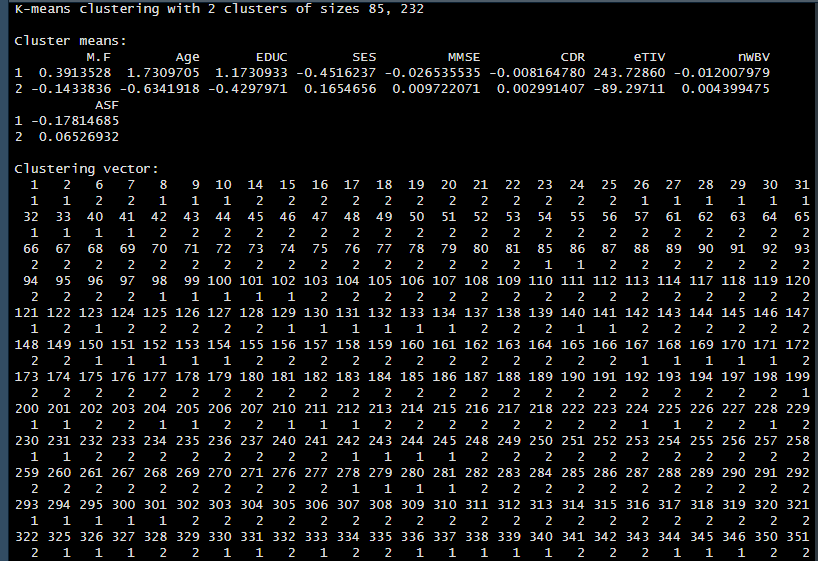 K-means clustering with 2 clusters of sizes 85, 232
Cluster means:
M.F Age EDUC SES MMSE CDR eTIV nWBV
1 0.3913528 1.7309705 1.1730933 -0.4516237 -0.026535535 -0.008164780 243.72860 -0.012007979
2 -0.1433836 -0.6341918 -0.4297971 0.1654656 0.009722071 0.002991407 -89.29711 0.004399475
ASF
1 -0.17814685
2 0.06526932
Clustering vector:
1 2 6 7 8 9 10 14 15 16 17 18 19 20 21 22 23 24 25 26 27 28 29 30 31
1 1 2 2 1 1 1 2 2 2 2 2 2 2 2 2 2 2 2 1 1 1 1 1 1
32 33 40 41 42 43 44 45 46 47 48 49 50 51 52 53 54 55 56 57 61 62 63 64 65
1 1 1 1 2 2 2 2 2 2 2 2 2 2 2 2 2 2 2 2 2 2 2 2 2
66 67 68 69 70 71 72 73 74 75 76 77 78 79 80 81 85 86 87 88 89 90 91 92 93
2 2 2 2 2 2 2 2 2 2 2 2 2 2 2 2 1 1 2 2 2 2 2 2 2
94 95 96 97 98 99 100 101 102 103 104 105 106 107 108 109 110 111 112 113 114 117 118 119 120
2 2 2 2 1 1 1 1 1 2 2 2 2 2 2 2 2 2 2 2 2 2 2 2 2
121 122 123 124 125 126 127 128 129 130 131 132 133 134 137 138 139 140 141 142 143 144 145 146 147
1 2 1 2 2 2 2 2 1 1 1 1 1 1 2 2 2 1 1 2 2 2 2 2 2
148 149 150 151 152 153 154 155 156 157 158 159 160 161 162 163 164 165 166 167 168 169 170 171 172
2 2 1 1 1 1 1 2 2 2 2 2 2 2 2 2 2 2 2 1 1 1 1 1 2
173 174 175 176 177 178 179 180 181 182 183 184 185 186 187 188 189 190 191 192 193 194 197 198 199
2 2 2 2 2 2 2 2 2 2 2 2 2 2 2 2 2 2 2 2 2 2 2 2 1
200 201 202 203 204 205 206 207 210 211 212 213 214 215 216 217 218 222 223 224 225 226 227 228 229
1 1 2 2 1 1 2 2 1 1 1 2 2 2 2 2 2 2 2 1 1 2 2 1 2
230 231 232 233 234 235 236 237 240 241 242 243 244 245 248 249 250 251 252 253 254 255 256 257 258
1 1 2 2 2 2 2 2 2 2 1 1 1 1 2 2 2 2 2 2 2 2 2 2 2
259 260 261 267 268 269 270 271 276 277 278 279 280 281 282 283 284 285 286 287 288 289 290 291 292
2 2 2 2 2 2 2 2 2 2 1 1 1 1 2 2 2 2 2 2 2 2 2 2 2
293 294 295 300 301 302 303 304 305 306 307 308 309 310 311 312 313 314 315 316 317 318 319 320 321
1 1 1 1 1 2 2 2 2 2 2 2 2 2 2 2 2 2 2 2 2 2 2 2 2
322 325 326 327 328 329 330 331 332 333 334 335 336 337 338 339 340 341 342 343 344 345 346 350 351
2 1 1 1 2 2 1 1 2 1 2 2 1 1 1 1 1 2 2 2 1 1 1 2 2